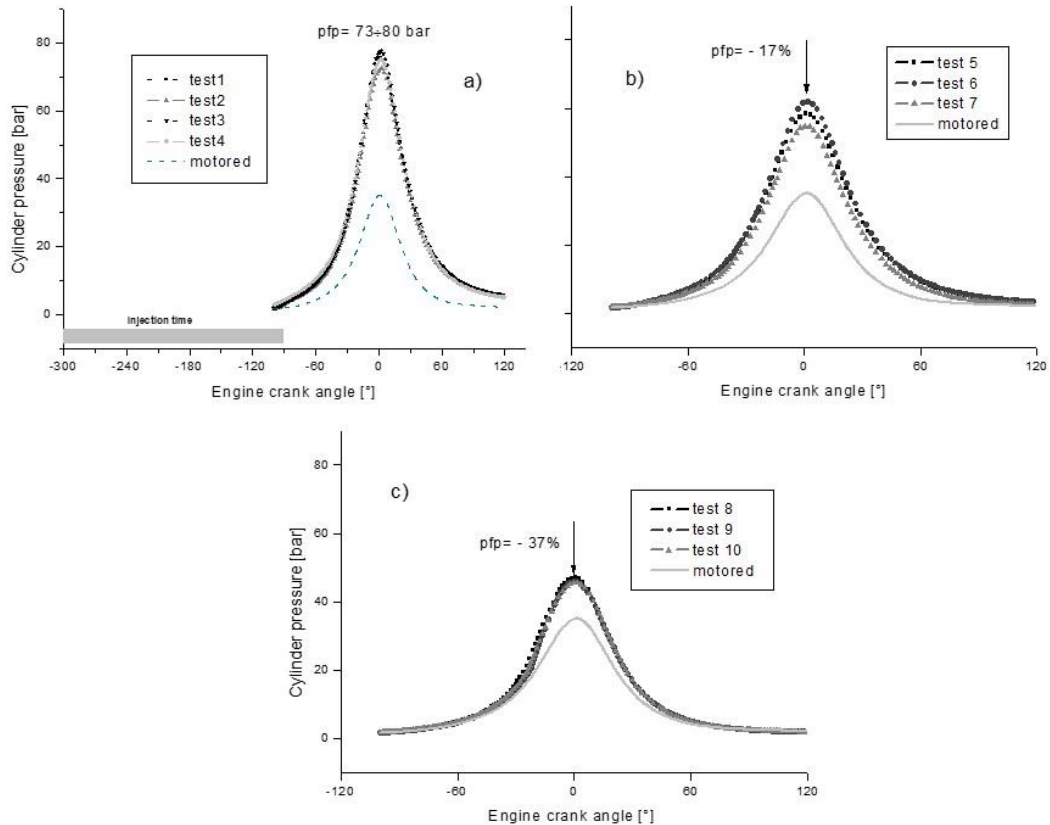 pfp= 73÷80 bar
a)
test1
test2
test3
test4
motored
Cylinder pressure [bar]
80
60
40
20
0
Injection time
-300
-240
-180
-120
-60
0
60
120
Engine crank angle [°]
pfp= - 17%
b)
test 5
test 6
test 7
motored
-120
-60
0
60
120
Engine crank angle [°]
c)
pfp= - 37%
test 8
test 9
test 10
motored
Cylinder pressure [bar]
80
60
40
20
0
-120
-60
0
60
120
Engine crank angle [°]